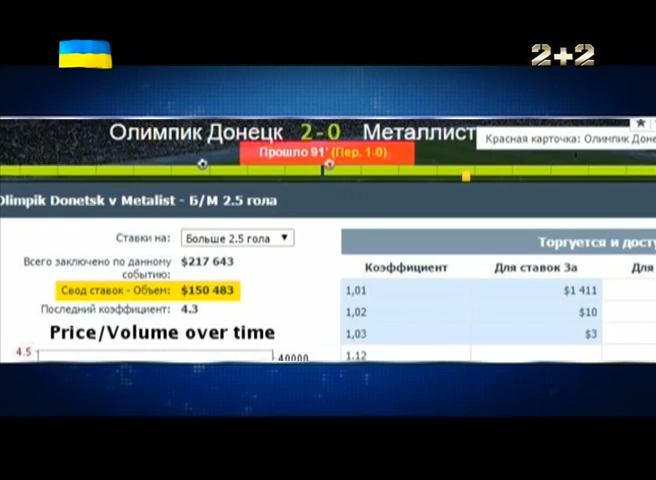 2+2
Олимпик Донецк 2-0 Металлист
Красная карточка: Олимпик Доне
Прошло 91' (Пер. 1-0)
Olimpik Donetsk v Metalist - Б/М 2.5 гола
Ставки на: Больше 2.5 гола
Торгуется и досту
Всего заключено по данному событию: $217 643
Коэффициент Для ставок За Для
Свод ставок - Объем: $150 483
1,01 $1 411
Последний коэффициент: 4.3
1,02 $10
Price/Volume over time
1,03 $3
4.5 40000
1.12